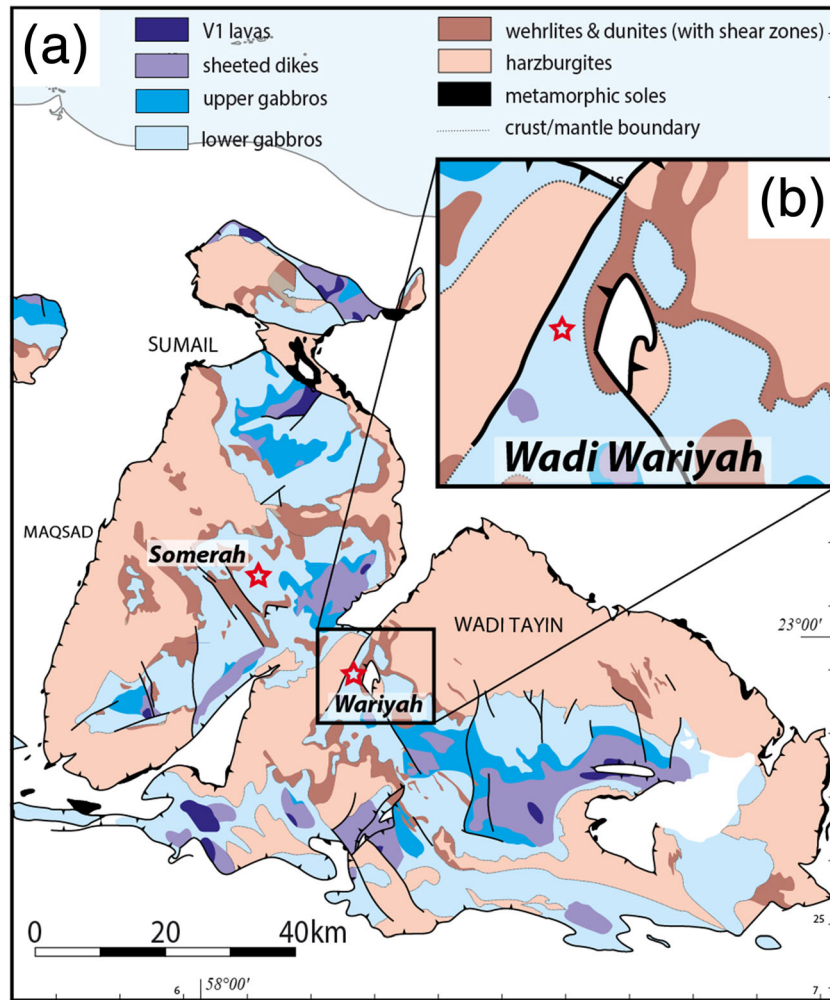 (a)
V1 lavas
sheeted dikes
upper gabbros
lower gabbros
wehrlites & dunites (with shear zones)
harzburgites
metamorphic soles
crust/mantle boundary
(b)
Wadi Wariyah
SUMAIL
MAQSAD
Somerah
WADI TAYIN
23°00'
Wariyah
0 20 40km
25
6 58°00' 7